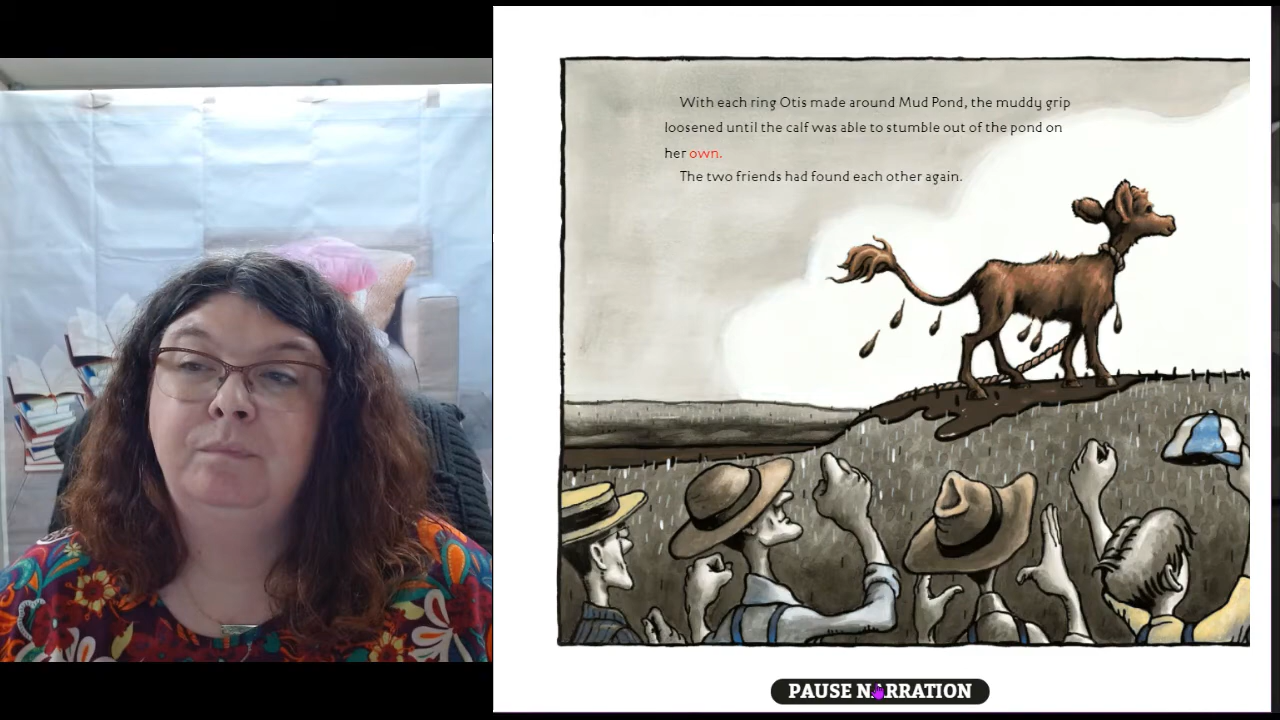 With each ring Otis made around Mud Pond, the muddy grip
loosened until the calf was able to stumble out of the pond on
her own.
The two friends had found each other again.
PAUSE NARRATION